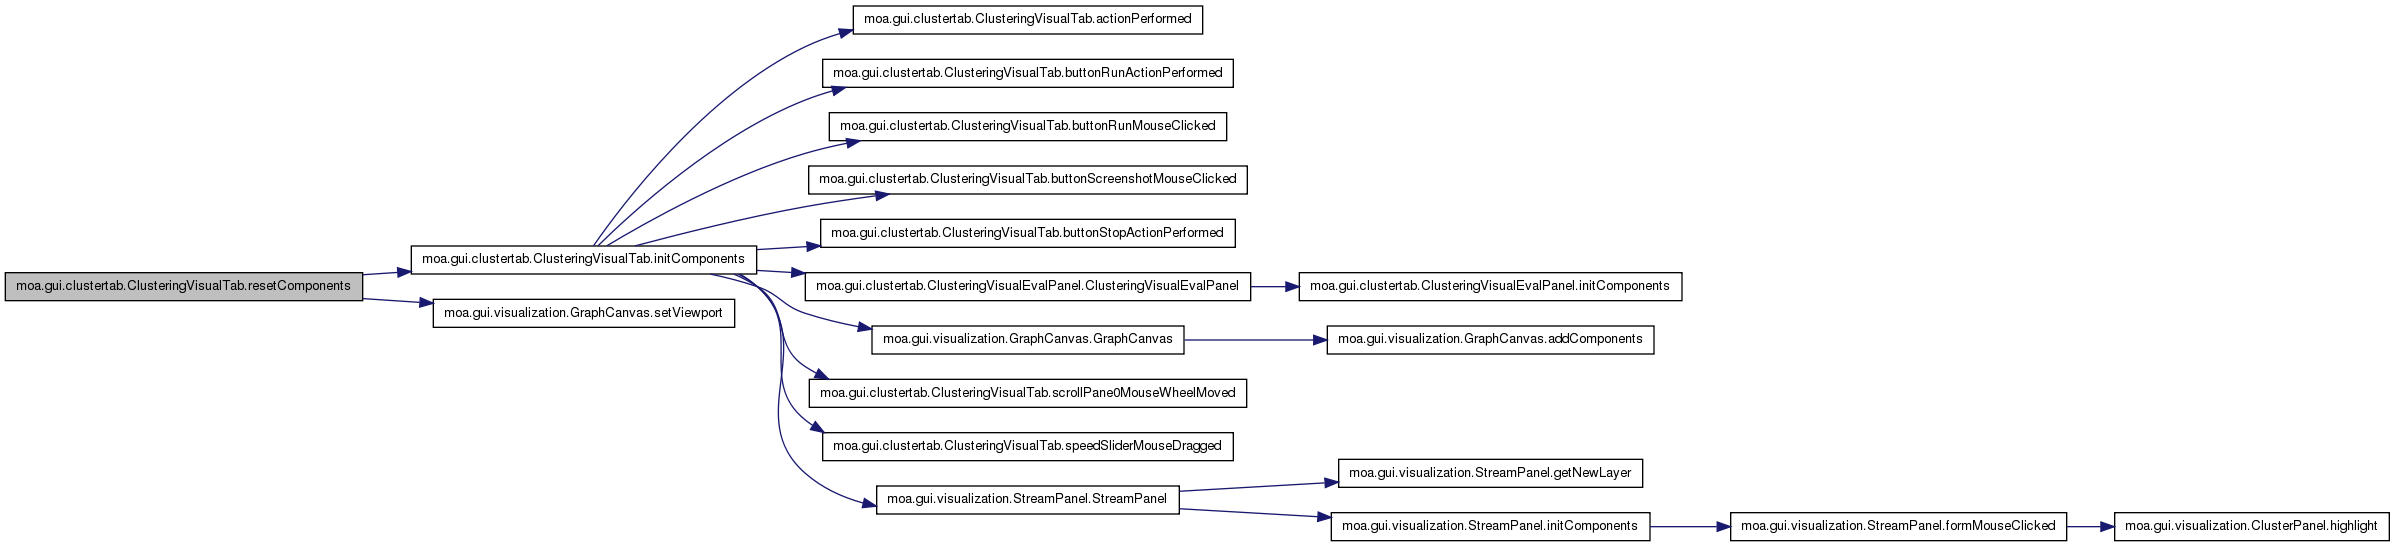 moa.gui.clustertab.ClusteringVisualTab.actionPerformed
moa.gui.clustertab.ClusteringVisualTab.buttonRunActionPerformed
moa.gui.clustertab.ClusteringVisualTab.buttonRunMouseClicked
moa.gui.clustertab.ClusteringVisualTab.buttonScreenshotMouseClicked
moa.gui.clustertab.ClusteringVisualTab.buttonStopActionPerformed
moa.gui.clustertab.ClusteringVisualTab.initComponents
moa.gui.clustertab.ClusteringVisualTab.resetComponents
moa.gui.clustertab.ClusteringVisualEvalPanel.ClusteringVisualEvalPanel
moa.gui.clustertab.ClusteringVisualEvalPanel.initComponents
moa.gui.visualization.GraphCanvas.setViewport
moa.gui.visualization.GraphCanvas.GraphCanvas
moa.gui.visualization.GraphCanvas.addComponents
moa.gui.clustertab.ClusteringVisualTab.scrollPane0MouseWheelMoved
moa.gui.clustertab.ClusteringVisualTab.speedSliderMouseDragged
moa.gui.visualization.StreamPanel.getNewLayer
moa.gui.visualization.StreamPanel.StreamPanel
moa.gui.visualization.StreamPanel.initComponents
moa.gui.visualization.StreamPanel.formMouseClicked
moa.gui.visualization.ClusterPanel.highlight